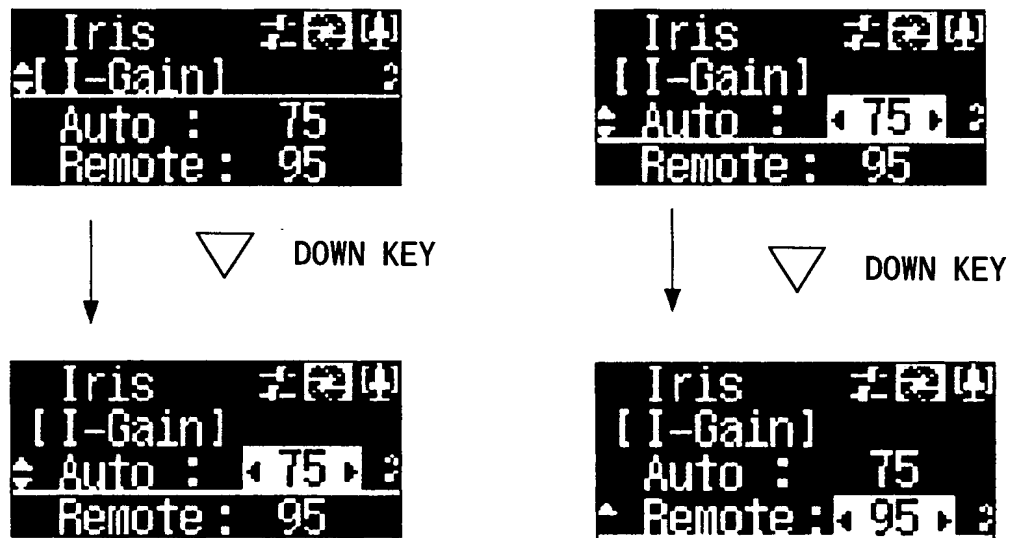 Iris
[I-Gain]
Auto : 75
Remote : 95
DOWN KEY
Iris
[I-Gain]
Auto : 75
Remote : 95
Iris
[I-Gain]
Auto : 75
Remote : 95
DOWN KEY
Iris
[I-Gain]
Auto : 75
Remote : 95